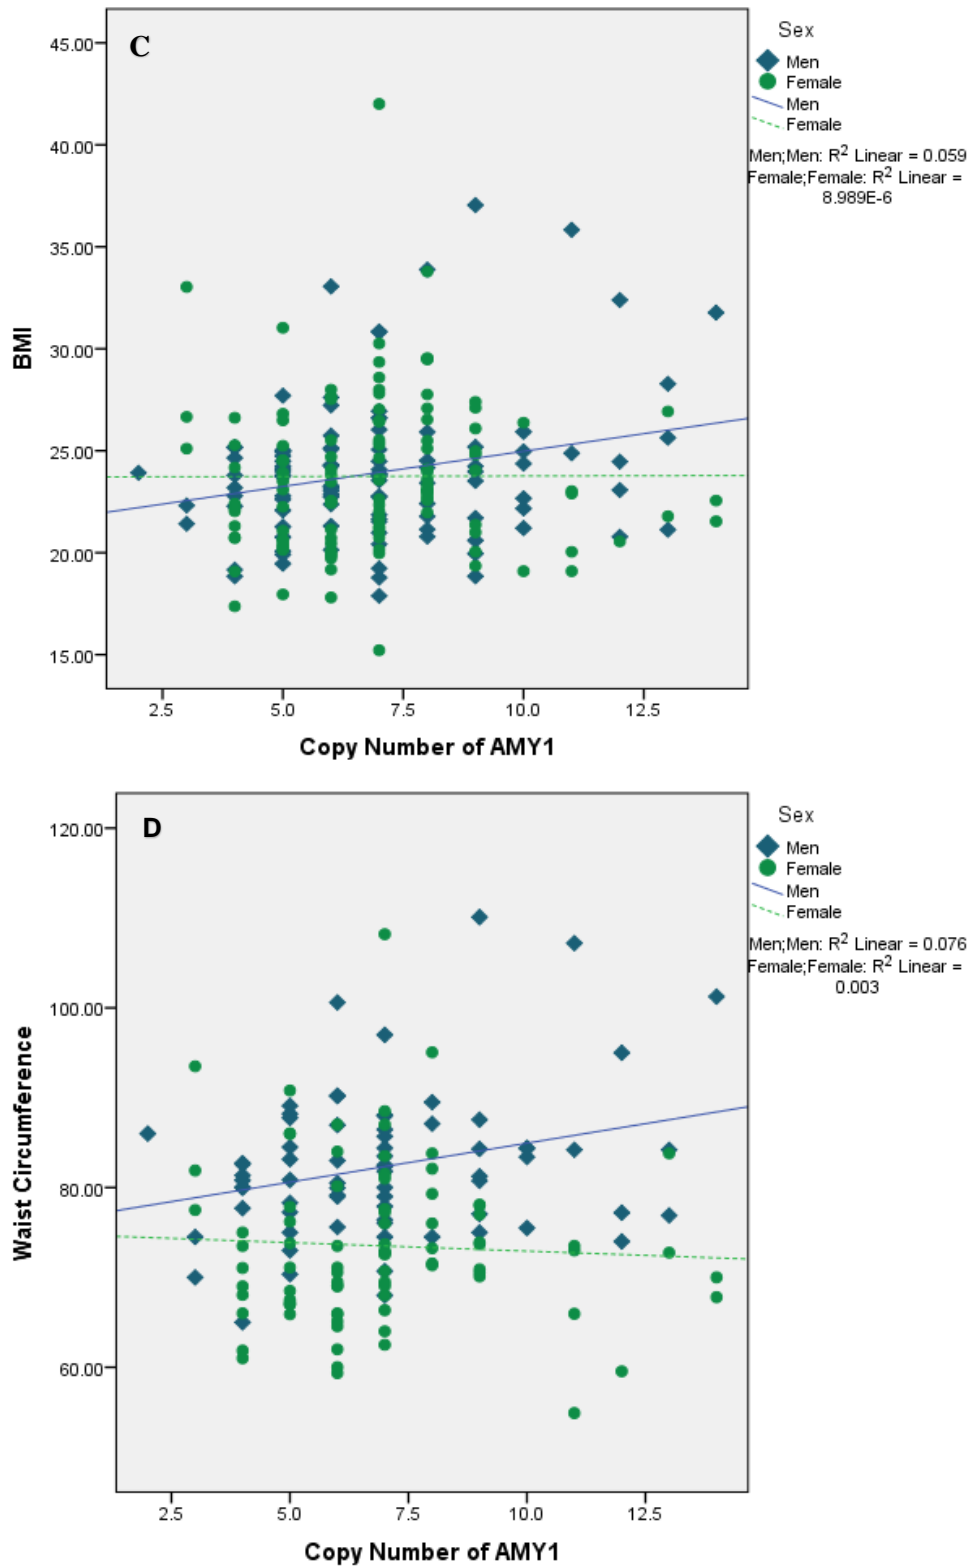 C
45.00
40.00
35.00
30.00
25.00
20.00
15.00
BMI
2.5 5.0 7.5 10.0 12.5
Copy Number of AMY1
Sex
Men
Female
Men
Female
Men;Men: R² Linear = 0.059
Female;Female: R² Linear =
8.989E-6
D
120.00
100.00
80.00
60.00
Waist Circumference
2.5 5.0 7.5 10.0 12.5
Copy Number of AMY1
Sex
Men
Female
Men
Female
Men;Men: R² Linear = 0.076
Female;Female: R² Linear =
0.003